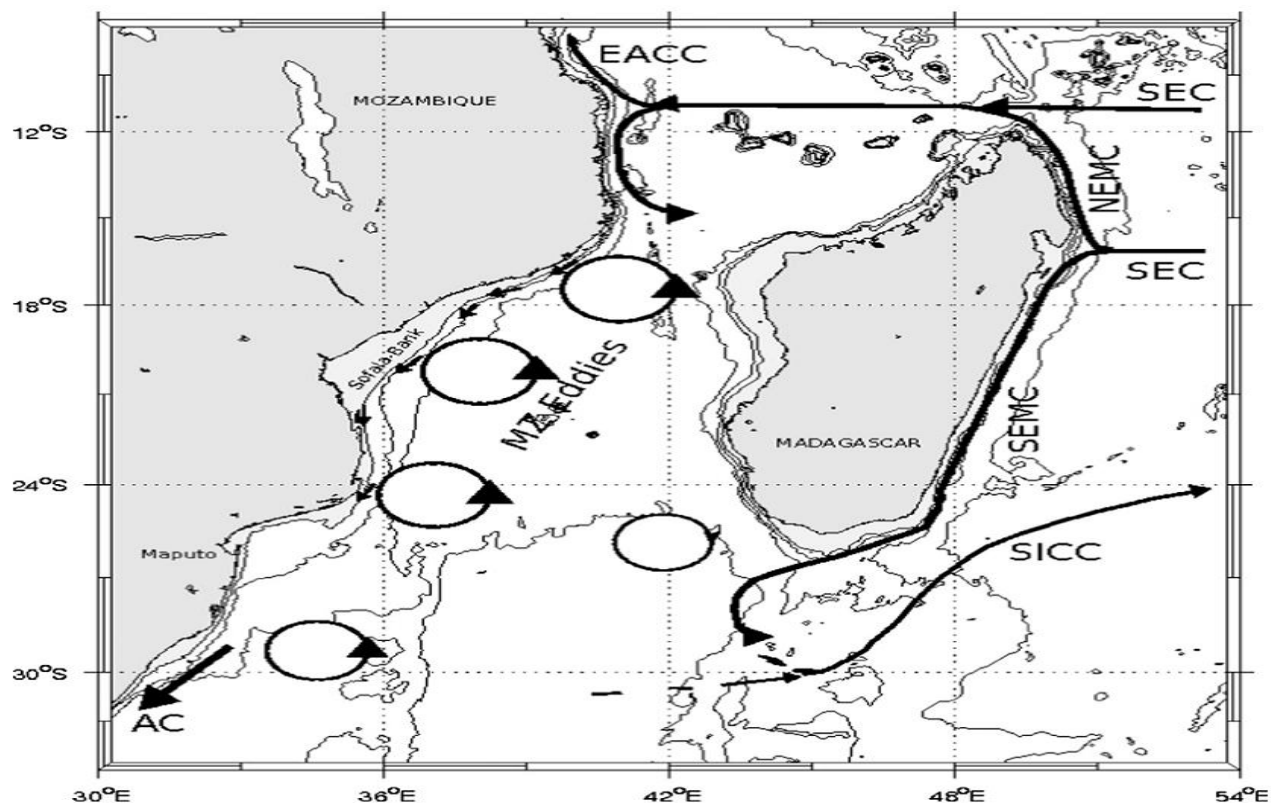 EACC
SEC
MOZAMBIQUE
12°S
NEMC
SEC
18°S
Sofala Bank
MZ Eddies
SEMC
MADAGASCAR
24°S
Maputo
SICC
30°S
AC
30°E
36°E
42°E
48°E
54°E